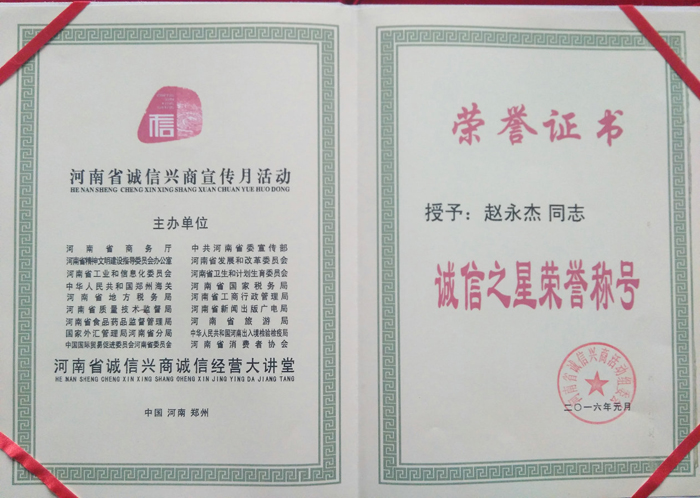 信
河南省诚信兴商宣传月活动
HE NAN SHENG CHENG XIN XING SHANG XUAN CHUAN YUE HUO DONG
主办单位
河南省商务厅 中共河南省委宣传部
河南省精神文明建设指导委员会办公室 河南省发展和改革委员会
河南省工业和信息化委员会 河南省卫生和计划生育委员会
中华人民共和国郑州海关 河南省国家税务局
河南省地方税务局 河南省工商行政管理局
河南省质量技术监督局 河南省新闻出版广电局
河南省食品药品监督管理局 河南省旅游局
国家外汇管理局河南省分局 中华人民共和国河南出入境检验检疫局
中国国际贸易促进委员会河南省委员会 河南省消费者协会
河南省诚信兴商诚信经营大讲堂
HE NAN SHENG CHENG XIN XING SHANG CHENG XIN JING YING DA JIANG TANG
中国 河南 郑州
荣誉证书
授予：赵永杰 同志
诚信之星荣誉称号
河南省诚信兴商活动组委会
二〇一六年元月